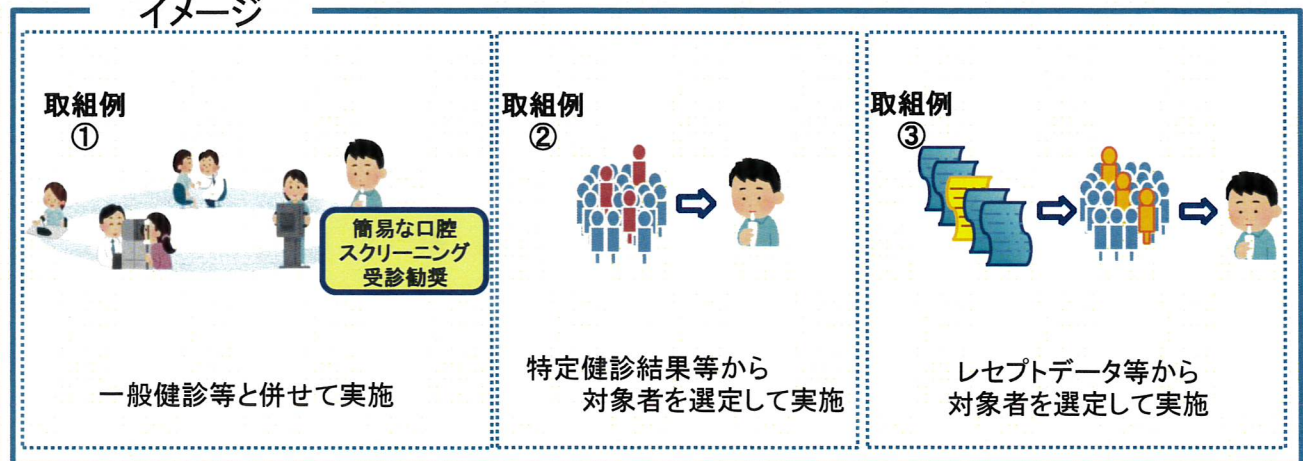 イメージ
取組例
①
簡易な口腔
スクリーニング
受診勧奨
一般健診等と併せて実施
取組例
②
特定健診結果等から
対象者を選定して実施
取組例
③
レセプトデータ等から
対象者を選定して実施